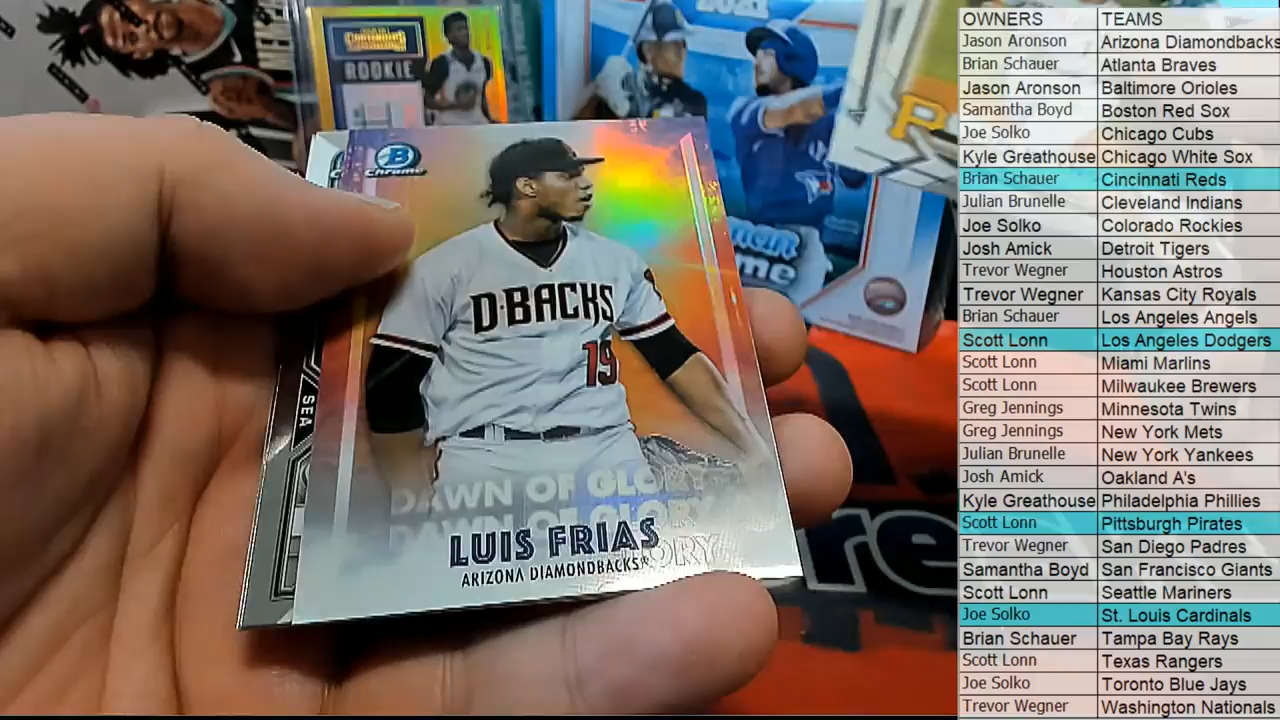 ROOKIE
2021
B
chrome
P
SEA
D·BACKS
19
DAWN OF GLORY
DAWN OF GLORY
LUIS FRIAS
ARIZONA DIAMONDBACKS
OWNERS TEAMS
Jason Aronson Arizona Diamondbacks
Brian Schauer Atlanta Braves
Jason Aronson Baltimore Orioles
Samantha Boyd Boston Red Sox
Joe Solko Chicago Cubs
Kyle Greathouse Chicago White Sox
Brian Schauer Cincinnati Reds
Julian Brunelle Cleveland Indians
Joe Solko Colorado Rockies
Josh Amick Detroit Tigers
Trevor Wegner Houston Astros
Trevor Wegner Kansas City Royals
Brian Schauer Los Angeles Angels
Scott Lonn Los Angeles Dodgers
Scott Lonn Miami Marlins
Scott Lonn Milwaukee Brewers
Greg Jennings Minnesota Twins
Greg Jennings New York Mets
Julian Brunelle New York Yankees
Josh Amick Oakland A's
Kyle Greathouse Philadelphia Phillies
Scott Lonn Pittsburgh Pirates
Trevor Wegner San Diego Padres
Samantha Boyd San Francisco Giants
Scott Lonn Seattle Mariners
Joe Solko St. Louis Cardinals
Brian Schauer Tampa Bay Rays
Scott Lonn Texas Rangers
Joe Solko Toronto Blue Jays
Trevor Wegner Washington Nationals